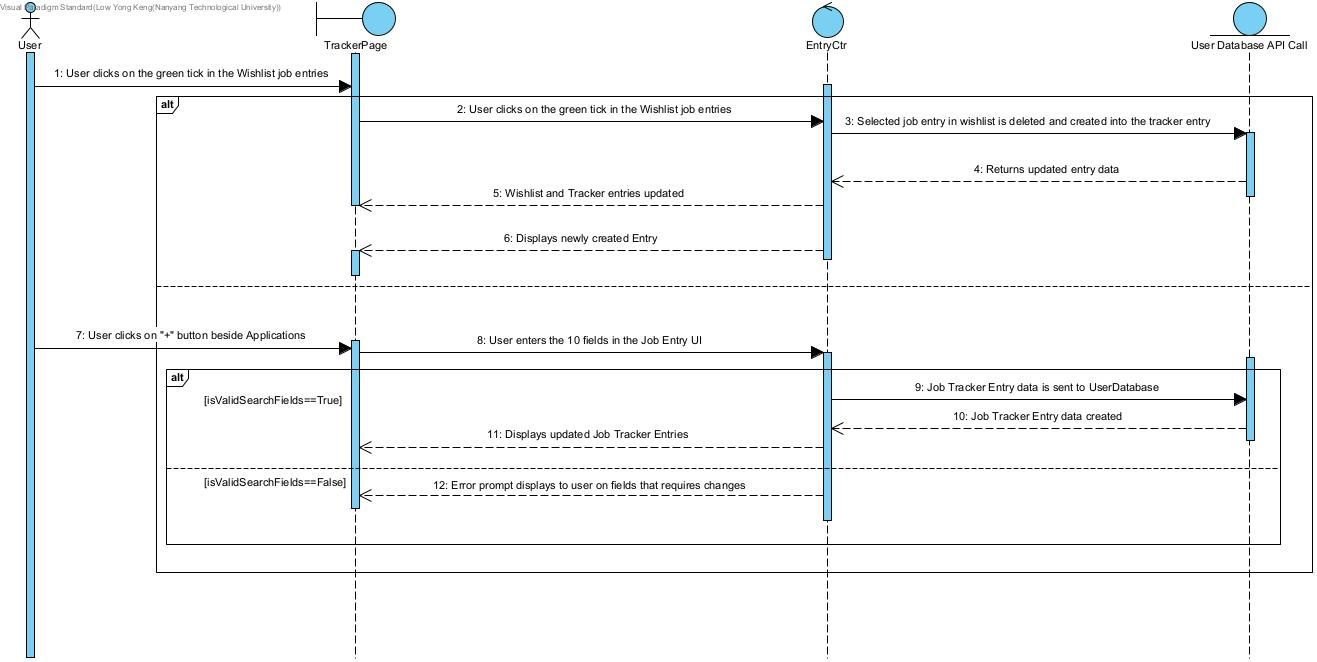 Visual Paradigm Standard(Low Yong Keng(Nanyang Technological University))
User
TrackerPage
EntryCtr
User Database API Call
1: User clicks on the green tick in the Wishlist job entries
alt
2: User clicks on the green tick in the Wishlist job entries
3: Selected job entry in wishlist is deleted and created into the tracker entry
4: Returns updated entry data
5: Wishlist and Tracker entries updated
6: Displays newly created Entry
7: User clicks on "+" button beside Applications
8: User enters the 10 fields in the Job Entry UI
alt
9: Job Tracker Entry data is sent to UserDatabase
[isValidSearchFields==True]
10: Job Tracker Entry data created
11: Displays updated Job Tracker Entries
[isValidSearchFields==False]
12: Error prompt displays to user on fields that requires changes